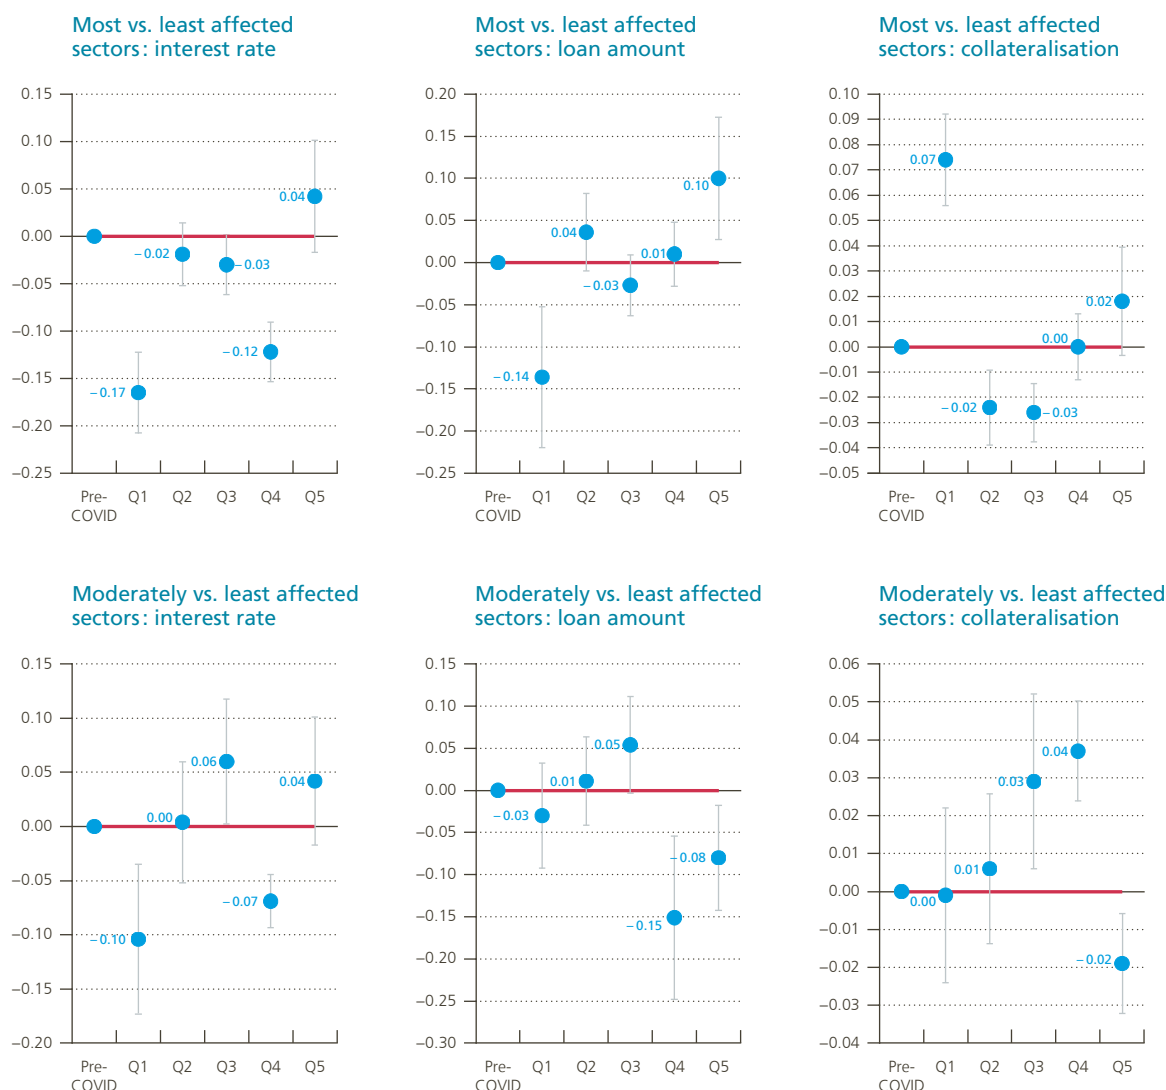 Most vs. least affected
sectors: interest rate
0.15
0.10
0.05
0.00
–0.05
–0.10
–0.15
–0.20
–0.25
–0.17
–0.02
–0.03
–0.12
0.04
Pre-
COVID
Q1
Q2
Q3
Q4
Q5
Most vs. least affected
sectors: loan amount
0.20
0.15
0.10
0.05
0.00
–0.05
–0.10
–0.15
–0.20
–0.25
–0.14
0.04
–0.03
0.01
0.10
Pre-
COVID
Q1
Q2
Q3
Q4
Q5
Most vs. least affected
sectors: collateralisation
0.10
0.09
0.08
0.07
0.06
0.05
0.04
0.03
0.02
0.01
0.00
–0.01
–0.02
–0.03
–0.04
–0.05
0.07
–0.02
–0.03
0.00
0.02
Pre-
COVID
Q1
Q2
Q3
Q4
Q5
Moderately vs. least affected
sectors: interest rate
0.15
0.10
0.05
0.00
–0.05
–0.10
–0.15
–0.20
–0.10
0.00
0.06
–0.07
0.04
Pre-
COVID
Q1
Q2
Q3
Q4
Q5
Moderately vs. least affected
sectors: loan amount
0.15
0.10
0.05
0.00
–0.05
–0.10
–0.15
–0.20
–0.25
–0.30
–0.03
0.01
0.05
–0.15
–0.08
Pre-
COVID
Q1
Q2
Q3
Q4
Q5
Moderately vs. least affected
sectors: collateralisation
0.06
0.05
0.04
0.03
0.02
0.01
0.00
–0.01
–0.02
–0.03
–0.04
0.00
0.01
0.03
0.04
–0.02
Pre-
COVID
Q1
Q2
Q3
Q4
Q5